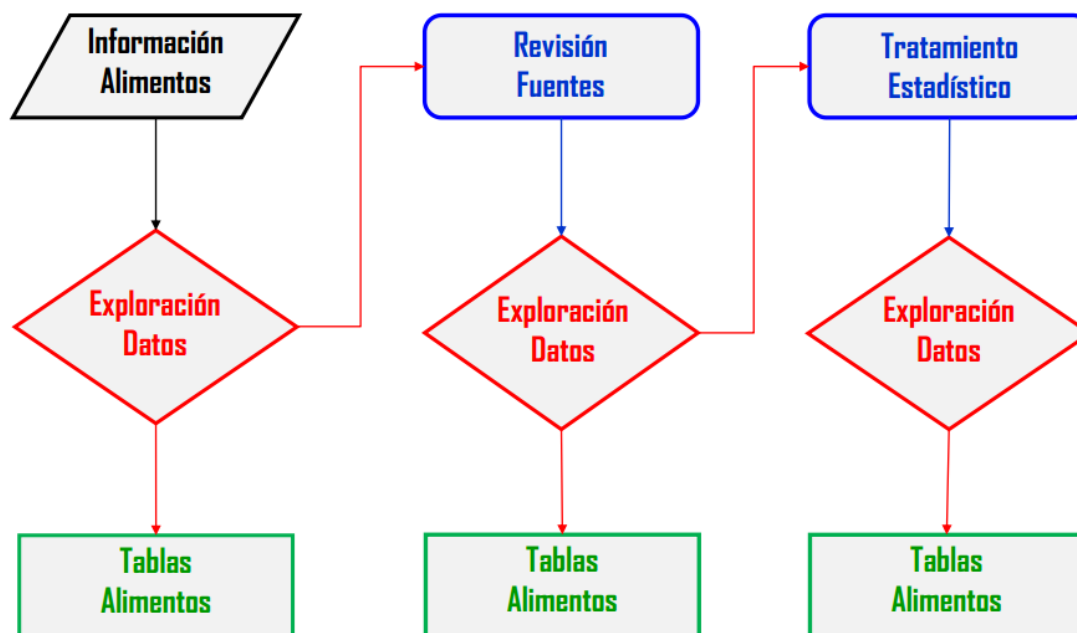 Información
Alimentos
Revisión
Fuentes
Tratamiento
Estadístico
Exploración
Datos
Exploración
Datos
Exploración
Datos
Tablas
Alimentos
Tablas
Alimentos
Tablas
Alimentos